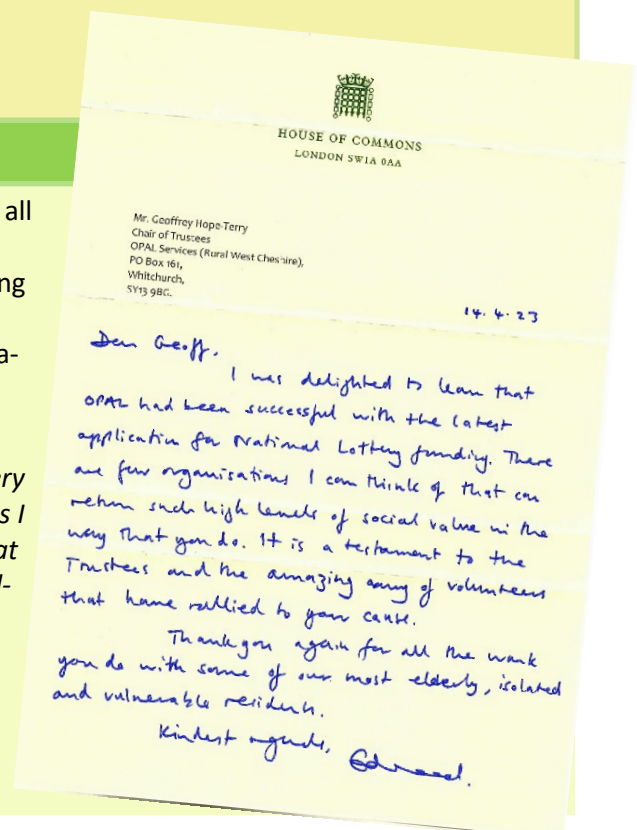 all
ng
a-
ery
s I
at
l-
HOUSE OF COMMONS
LONDON SW1A 0AA
Mr. Geoffrey Hope-Terry
Chair of Trustees
OPAL Services (Rural West Cheshire),
PO Box 161,
Whitchurch,
SY13 9BG.
14.4.23
Dear Geoff,
I was delighted to learn that
OPAL had been successful with the latest
application for National Lottery funding. There
are few organisations I can think of that can
return such high levels of social value in the
way that you do. It is a testament to the
Trustees and the amazing army of volunteers
that have rallied to your cause.
Thank you again for all the work
you do with some of our most elderly, isolated
and vulnerable residents.
Kindest regards, Edward.